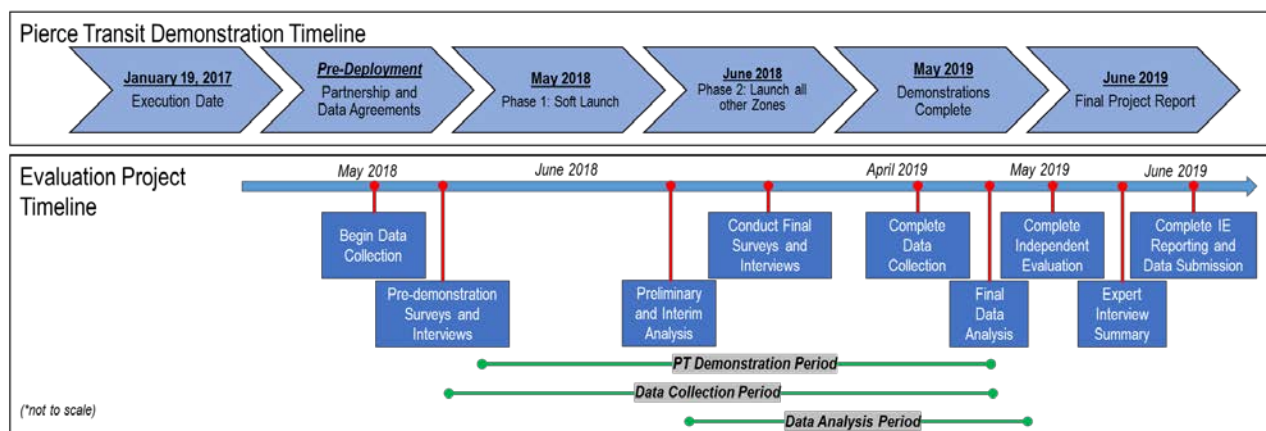 Pierce Transit Demonstration Timeline
January 19, 2017
Execution Date
Pre-Deployment
Partnership and
Data Agreements
May 2018
Phase 1: Soft Launch
June 2018
Phase 2: Launch all
other Zones
May 2019
Demonstrations
Complete
June 2019
Final Project Report
Evaluation Project
Timeline
May 2018
June 2018
April 2019
May 2019
June 2019
Begin Data
Collection
Pre-demonstration
Surveys and
Interviews
Preliminary
and Interim
Analysis
Conduct Final
Surveys and
Interviews
Complete
Data
Collection
Final
Data
Analysis
Complete
Independent
Evaluation
Expert
Interview
Summary
Complete IE
Reporting and
Data Submission
PT Demonstration Period
Data Collection Period
Data Analysis Period
(*not to scale)